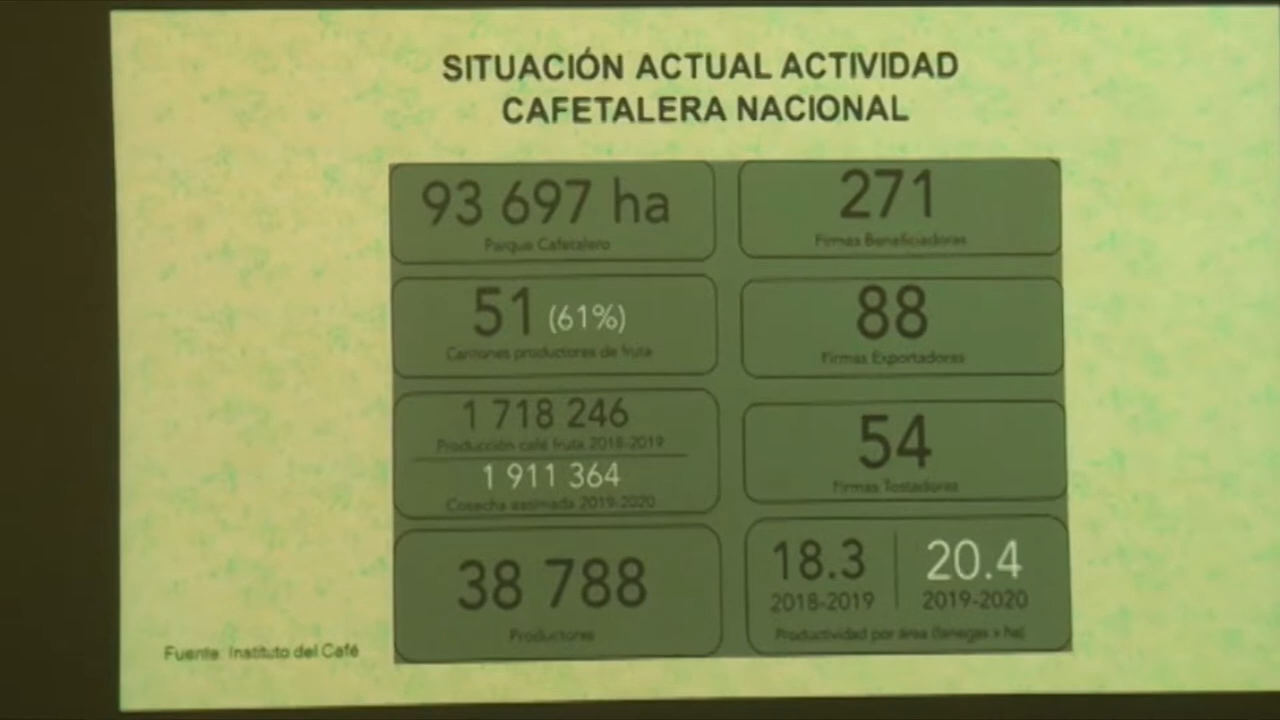 SITUACIÓN ACTUAL ACTIVIDAD
CAFETALERA NACIONAL
93 697 ha
Parque Cafetalero
271
Firmas Beneficiadoras
51 (61%)
Cantones productores de fruta
88
Firmas Exportadoras
1 718 246
Producción café fruta 2018-2019
1 911 364
Cosecha estimada 2019-2020
54
Firmas Tostadoras
38 788
Productores
18.3
2018-2019
20.4
2019-2020
Productividad por área (fanegas x ha)
Fuente: Instituto del Café